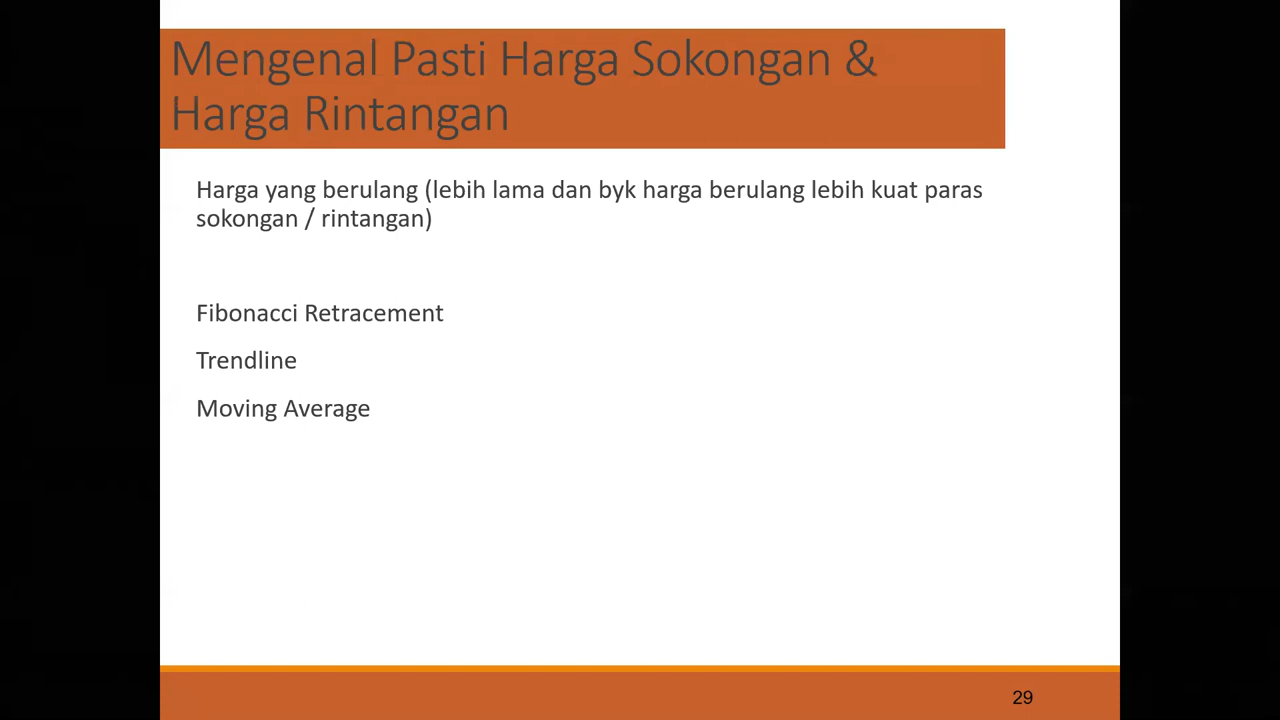 Mengenal Pasti Harga Sokongan &
Harga Rintangan
Harga yang berulang (lebih lama dan byk harga berulang lebih kuat paras
sokongan / rintangan)
Fibonacci Retracement
Trendline
Moving Average
29